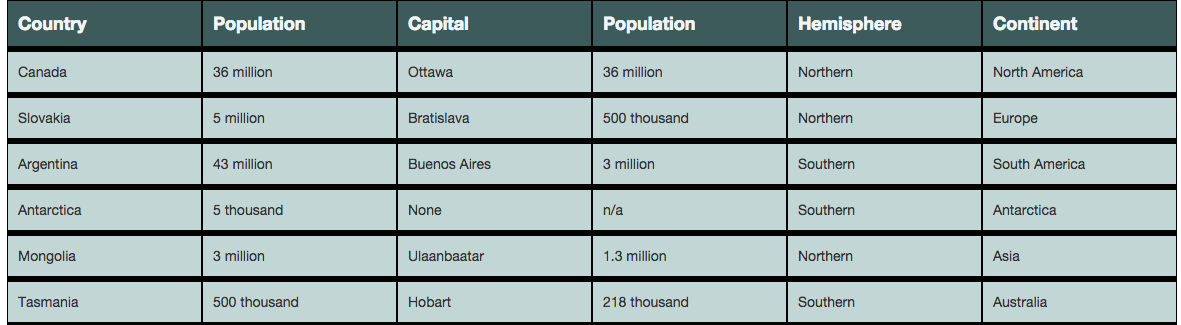 Country Population Capital Population Hemisphere Continent
Canada 36 million Ottawa 36 million Northern North America
Slovakia 5 million Bratislava 500 thousand Northern Europe
Argentina 43 million Buenos Aires 3 million Southern South America
Antarctica 5 thousand None n/a Southern Antarctica
Mongolia 3 million Ulaanbaatar 1.3 million Northern Asia
Tasmania 500 thousand Hobart 218 thousand Southern Australia